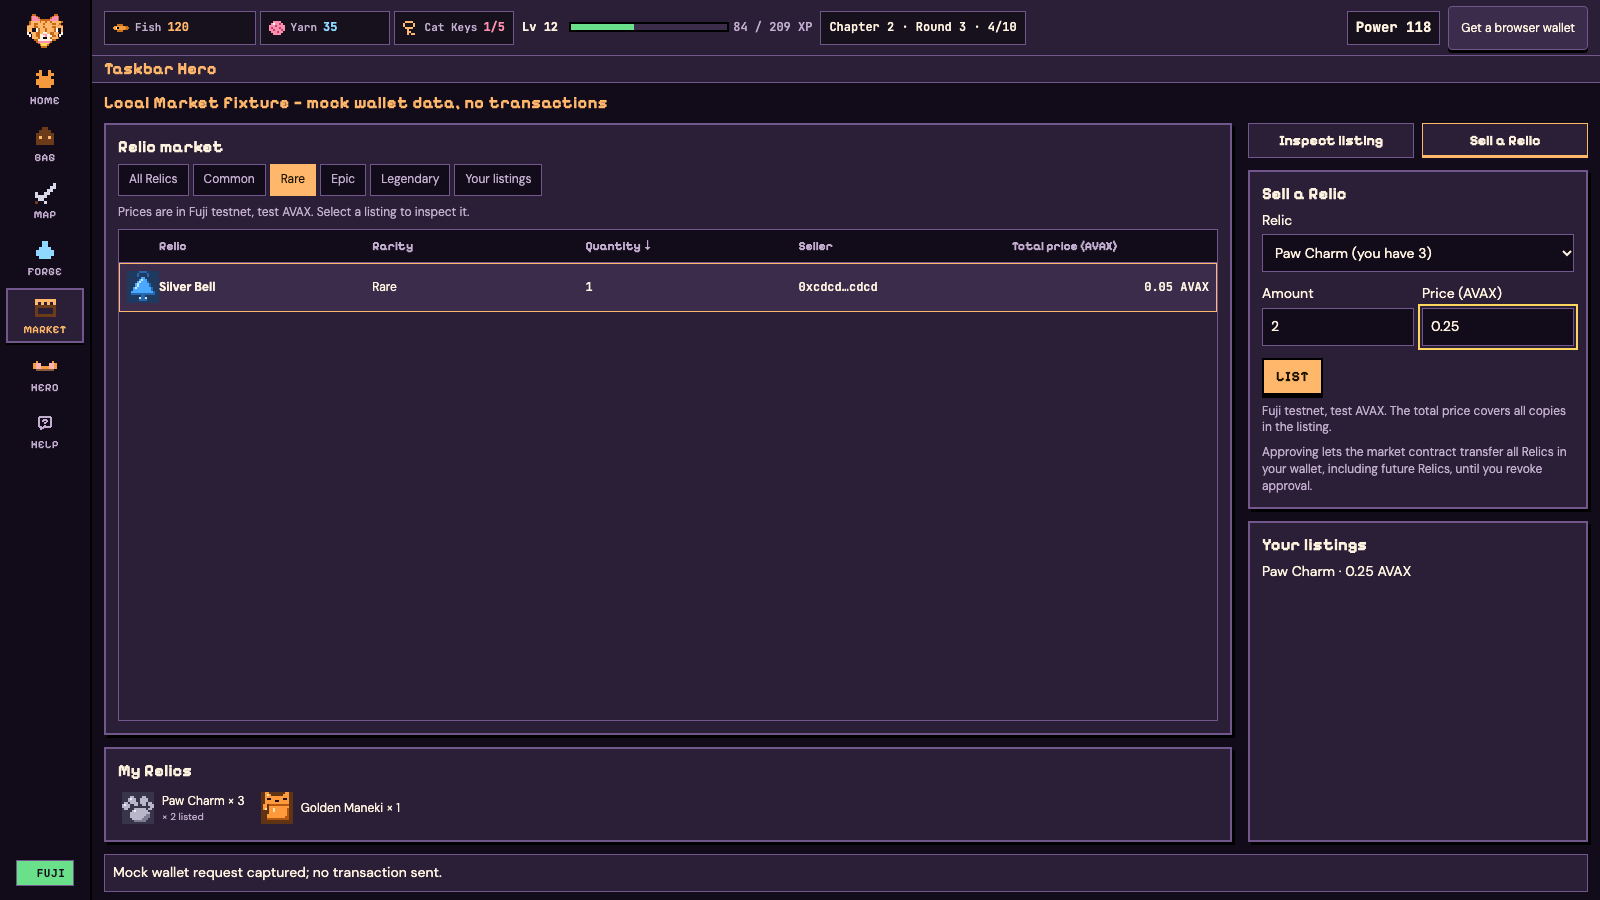 Fish 120
Yarn 35
Cat Keys 1/5
Lv 12
84 / 209 XP
Chapter 2 · Round 3 · 4/10
Power 118
Get a browser wallet
HOME
BAG
MAP
FORGE
MARKET
HERO
HELP
FUJI
Taskbar Hero
Local Market Fixture - mock wallet data, no transactions
Relic market
All Relics
Common
Rare
Epic
Legendary
Your listings
Prices are in Fuji testnet, test AVAX. Select a listing to inspect it.
Relic Rarity Quantity ↓ Seller Total price (AVAX)
Silver Bell Rare 1 0xcdcd…cdcd 0.05 AVAX
My Relics
Paw Charm × 3
× 2 listed
Golden Maneki × 1
Inspect listing
Sell a Relic
Sell a Relic
Relic
Paw Charm (you have 3)
Amount
Price (AVAX)
2
0.25
LIST
Fuji testnet, test AVAX. The total price covers all copies
in the listing.
Approving lets the market contract transfer all Relics in
your wallet, including future Relics, until you revoke
approval.
Your listings
Paw Charm · 0.25 AVAX
Mock wallet request captured; no transaction sent.